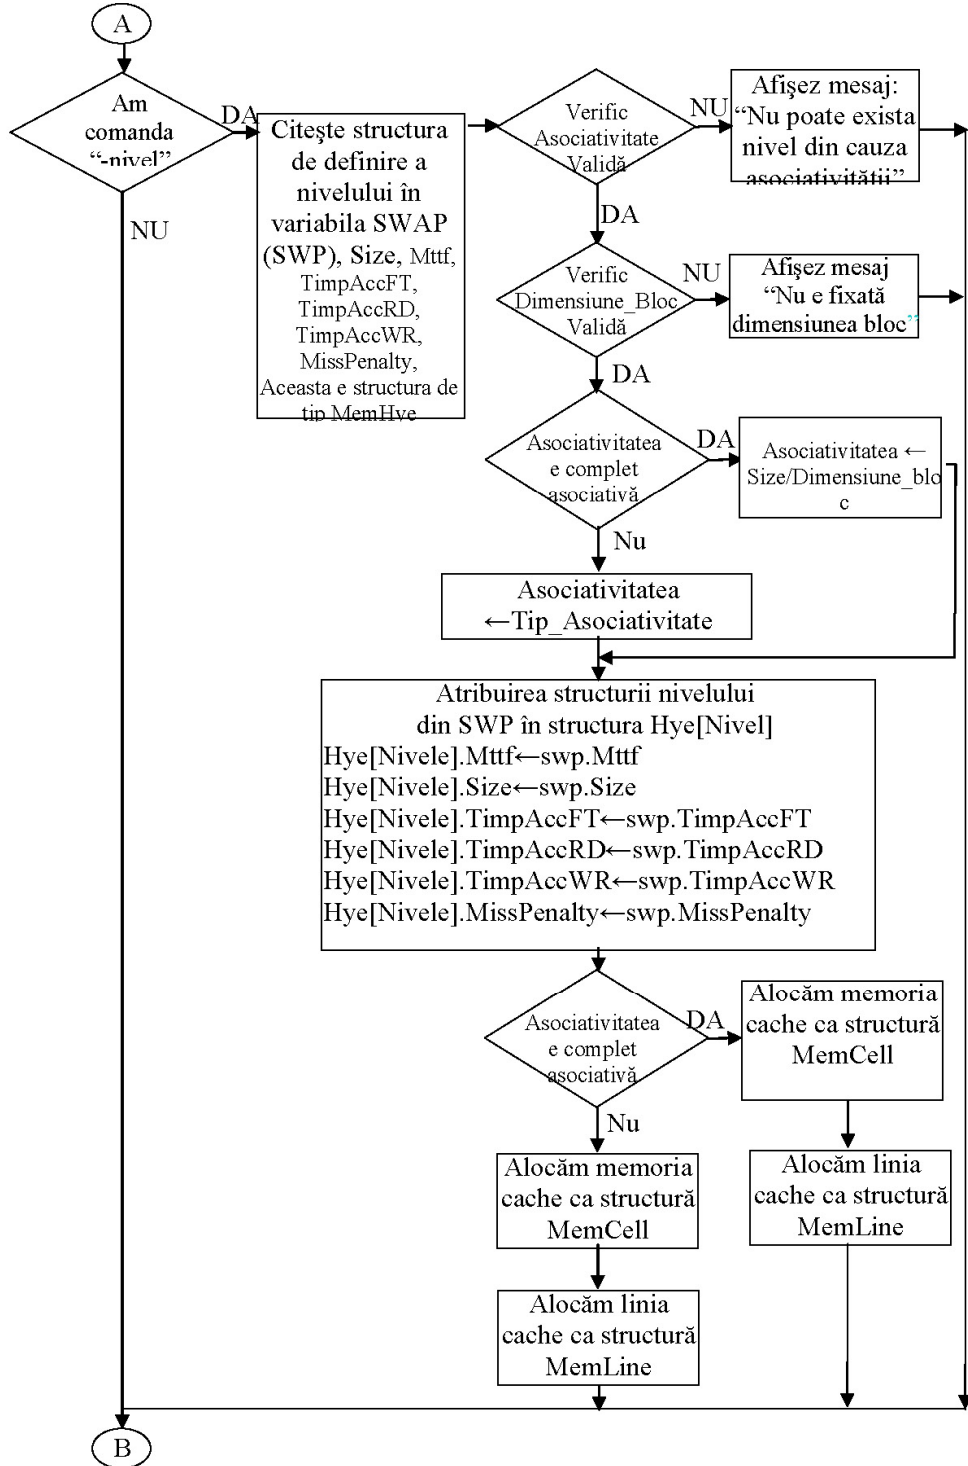 A
Am
comanda
“-nivel”
DA
NU
Citeşte structura
de definire a
nivelului în
variabila SWAP
(SWP), Size, Mttf,
TimpAccFT,
TimpAccRD,
TimpAccWR,
MissPenalty,
Aceasta e structura de
tip MemHye
Verific
Asociativitate
Validă
NU
Afişez mesaj:
“Nu poate exista
nivel din cauza
asociativităţii”
DA
Verific
Dimensiune_Bloc
Validă
NU
Afişez mesaj
“Nu e fixată
dimensiunea bloc”
DA
Asociativitatea
e complet
asociativă
DA
Asociativitatea ←
Size/Dimensiune_blo
c
Nu
Asociativitatea
←Tip_Asociativitate
Atribuirea structurii nivelului
din SWP în structura Hye[Nivel]
Hye[Nivele].Mttf←swp.Mttf
Hye[Nivele].Size←swp.Size
Hye[Nivele].TimpAccFT←swp.TimpAccFT
Hye[Nivele].TimpAccRD←swp.TimpAccRD
Hye[Nivele].TimpAccWR←swp.TimpAccWR
Hye[Nivele].MissPenalty←swp.MissPenalty
Asociativitatea
e complet
asociativă
DA
Alocăm memoria
cache ca structură
MemCell
Nu
Alocăm memoria
cache ca structură
MemCell
Alocăm linia
cache ca structură
MemLine
Alocăm linia
cache ca structură
MemLine
B